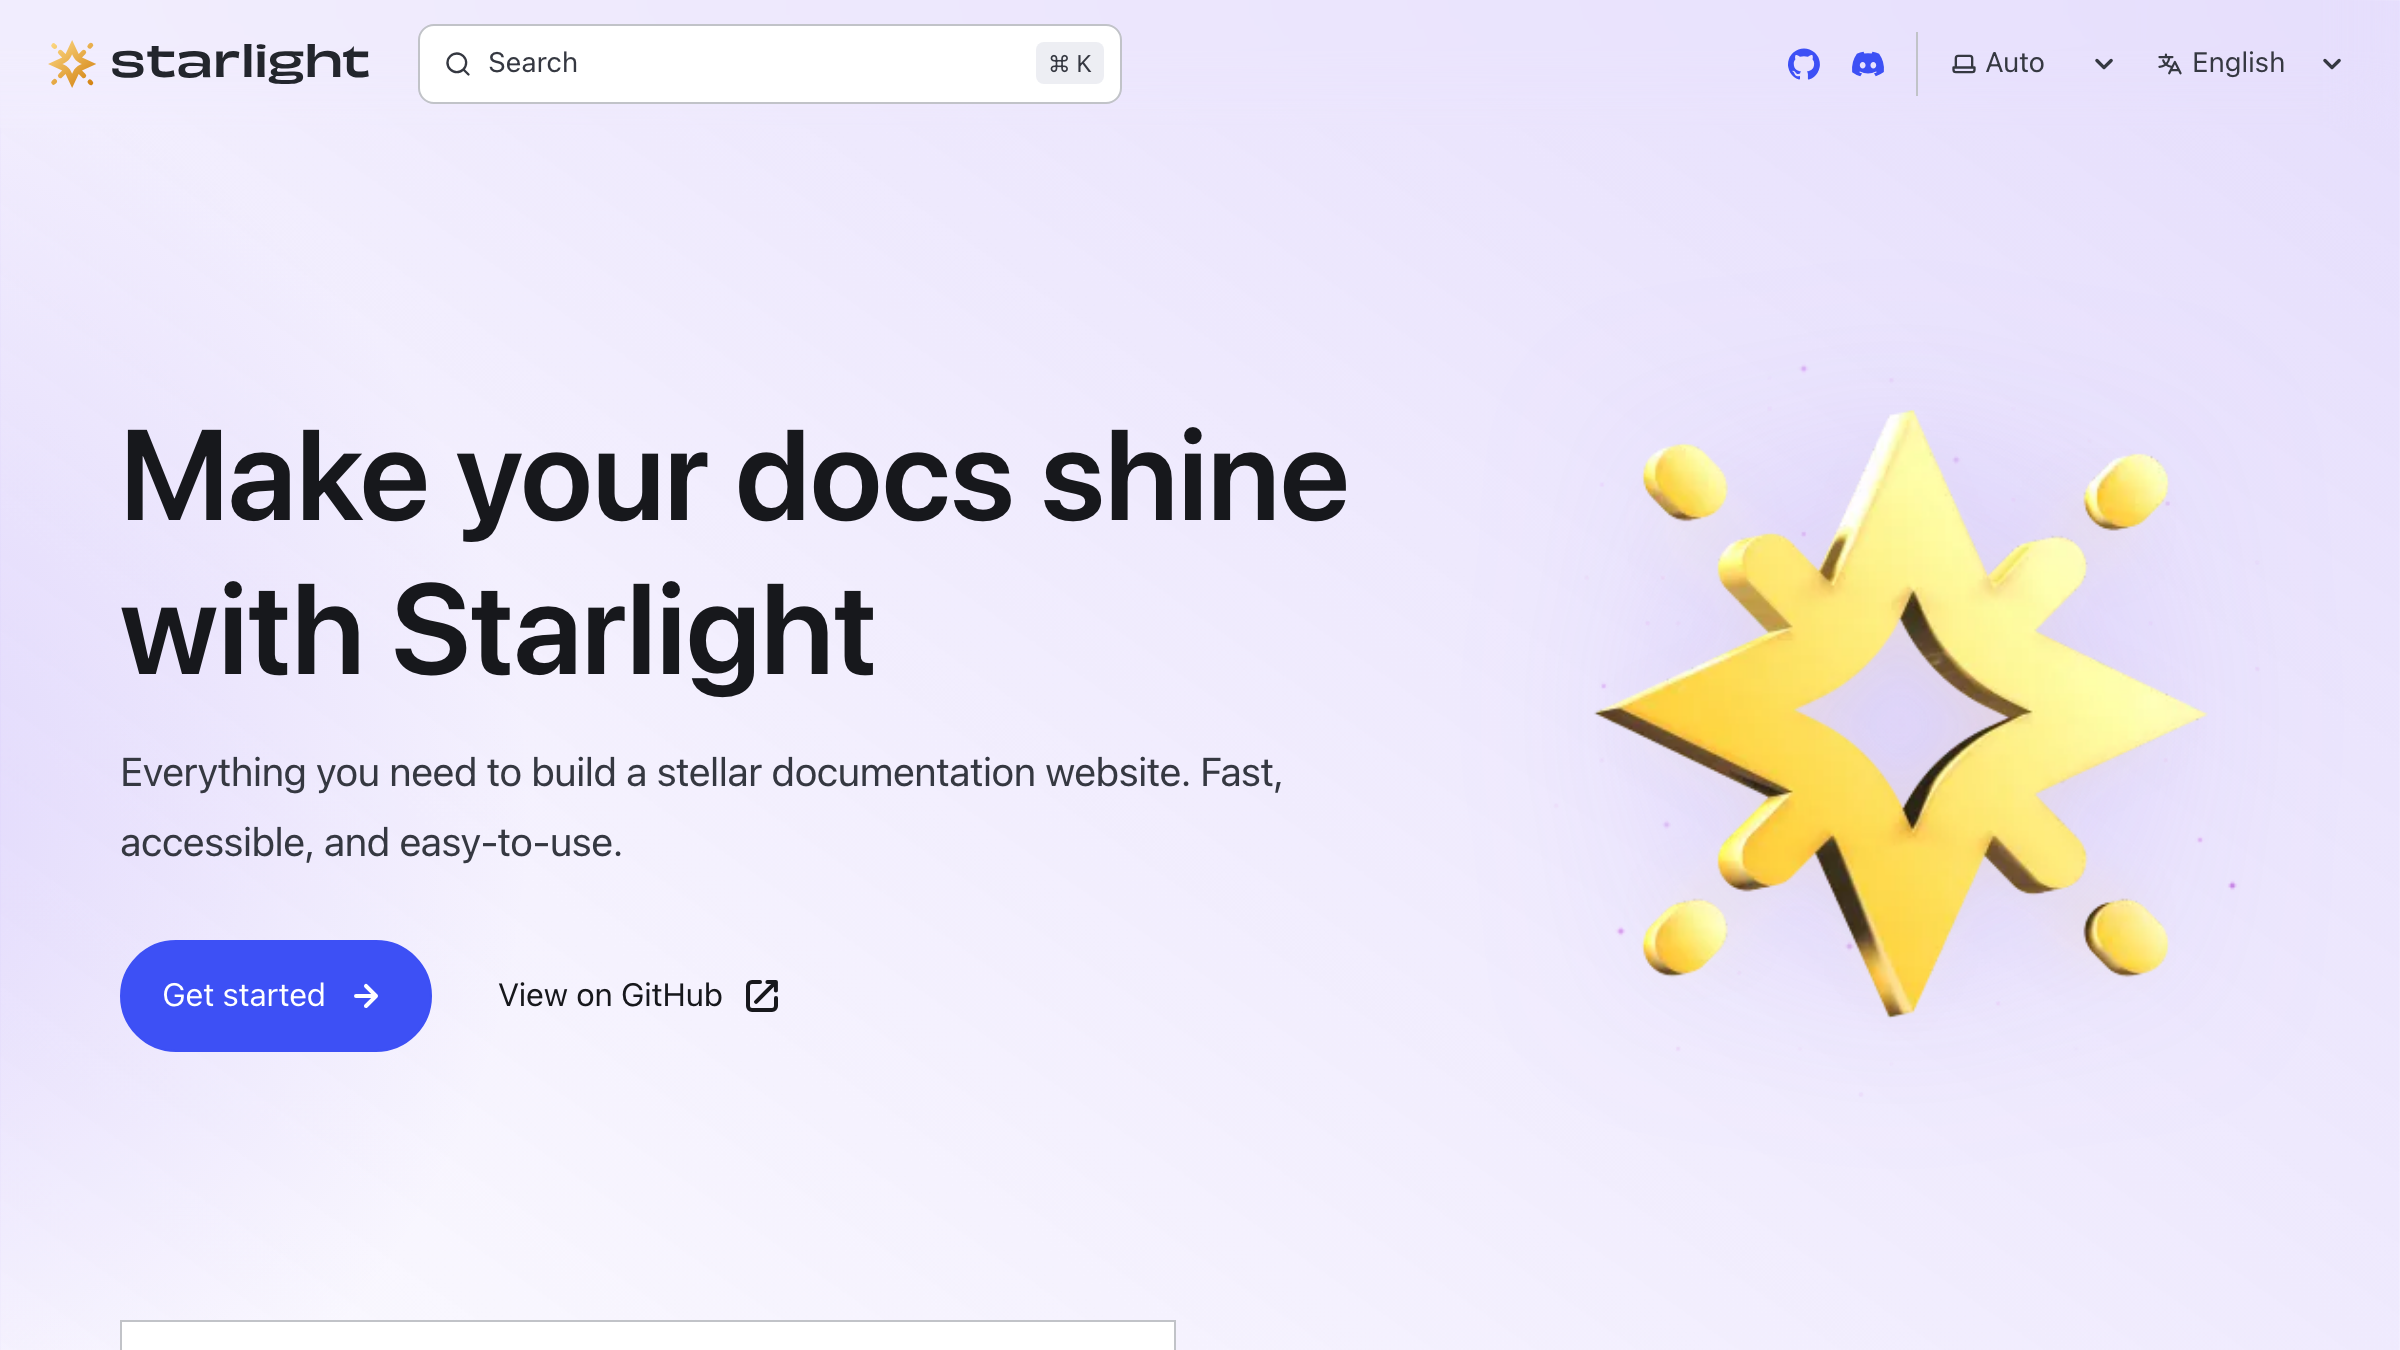 starlight
Search
⌘ K
Auto
English
Make your docs shine
with Starlight
Everything you need to build a stellar documentation website. Fast,
accessible, and easy-to-use.
Get started
View on GitHub